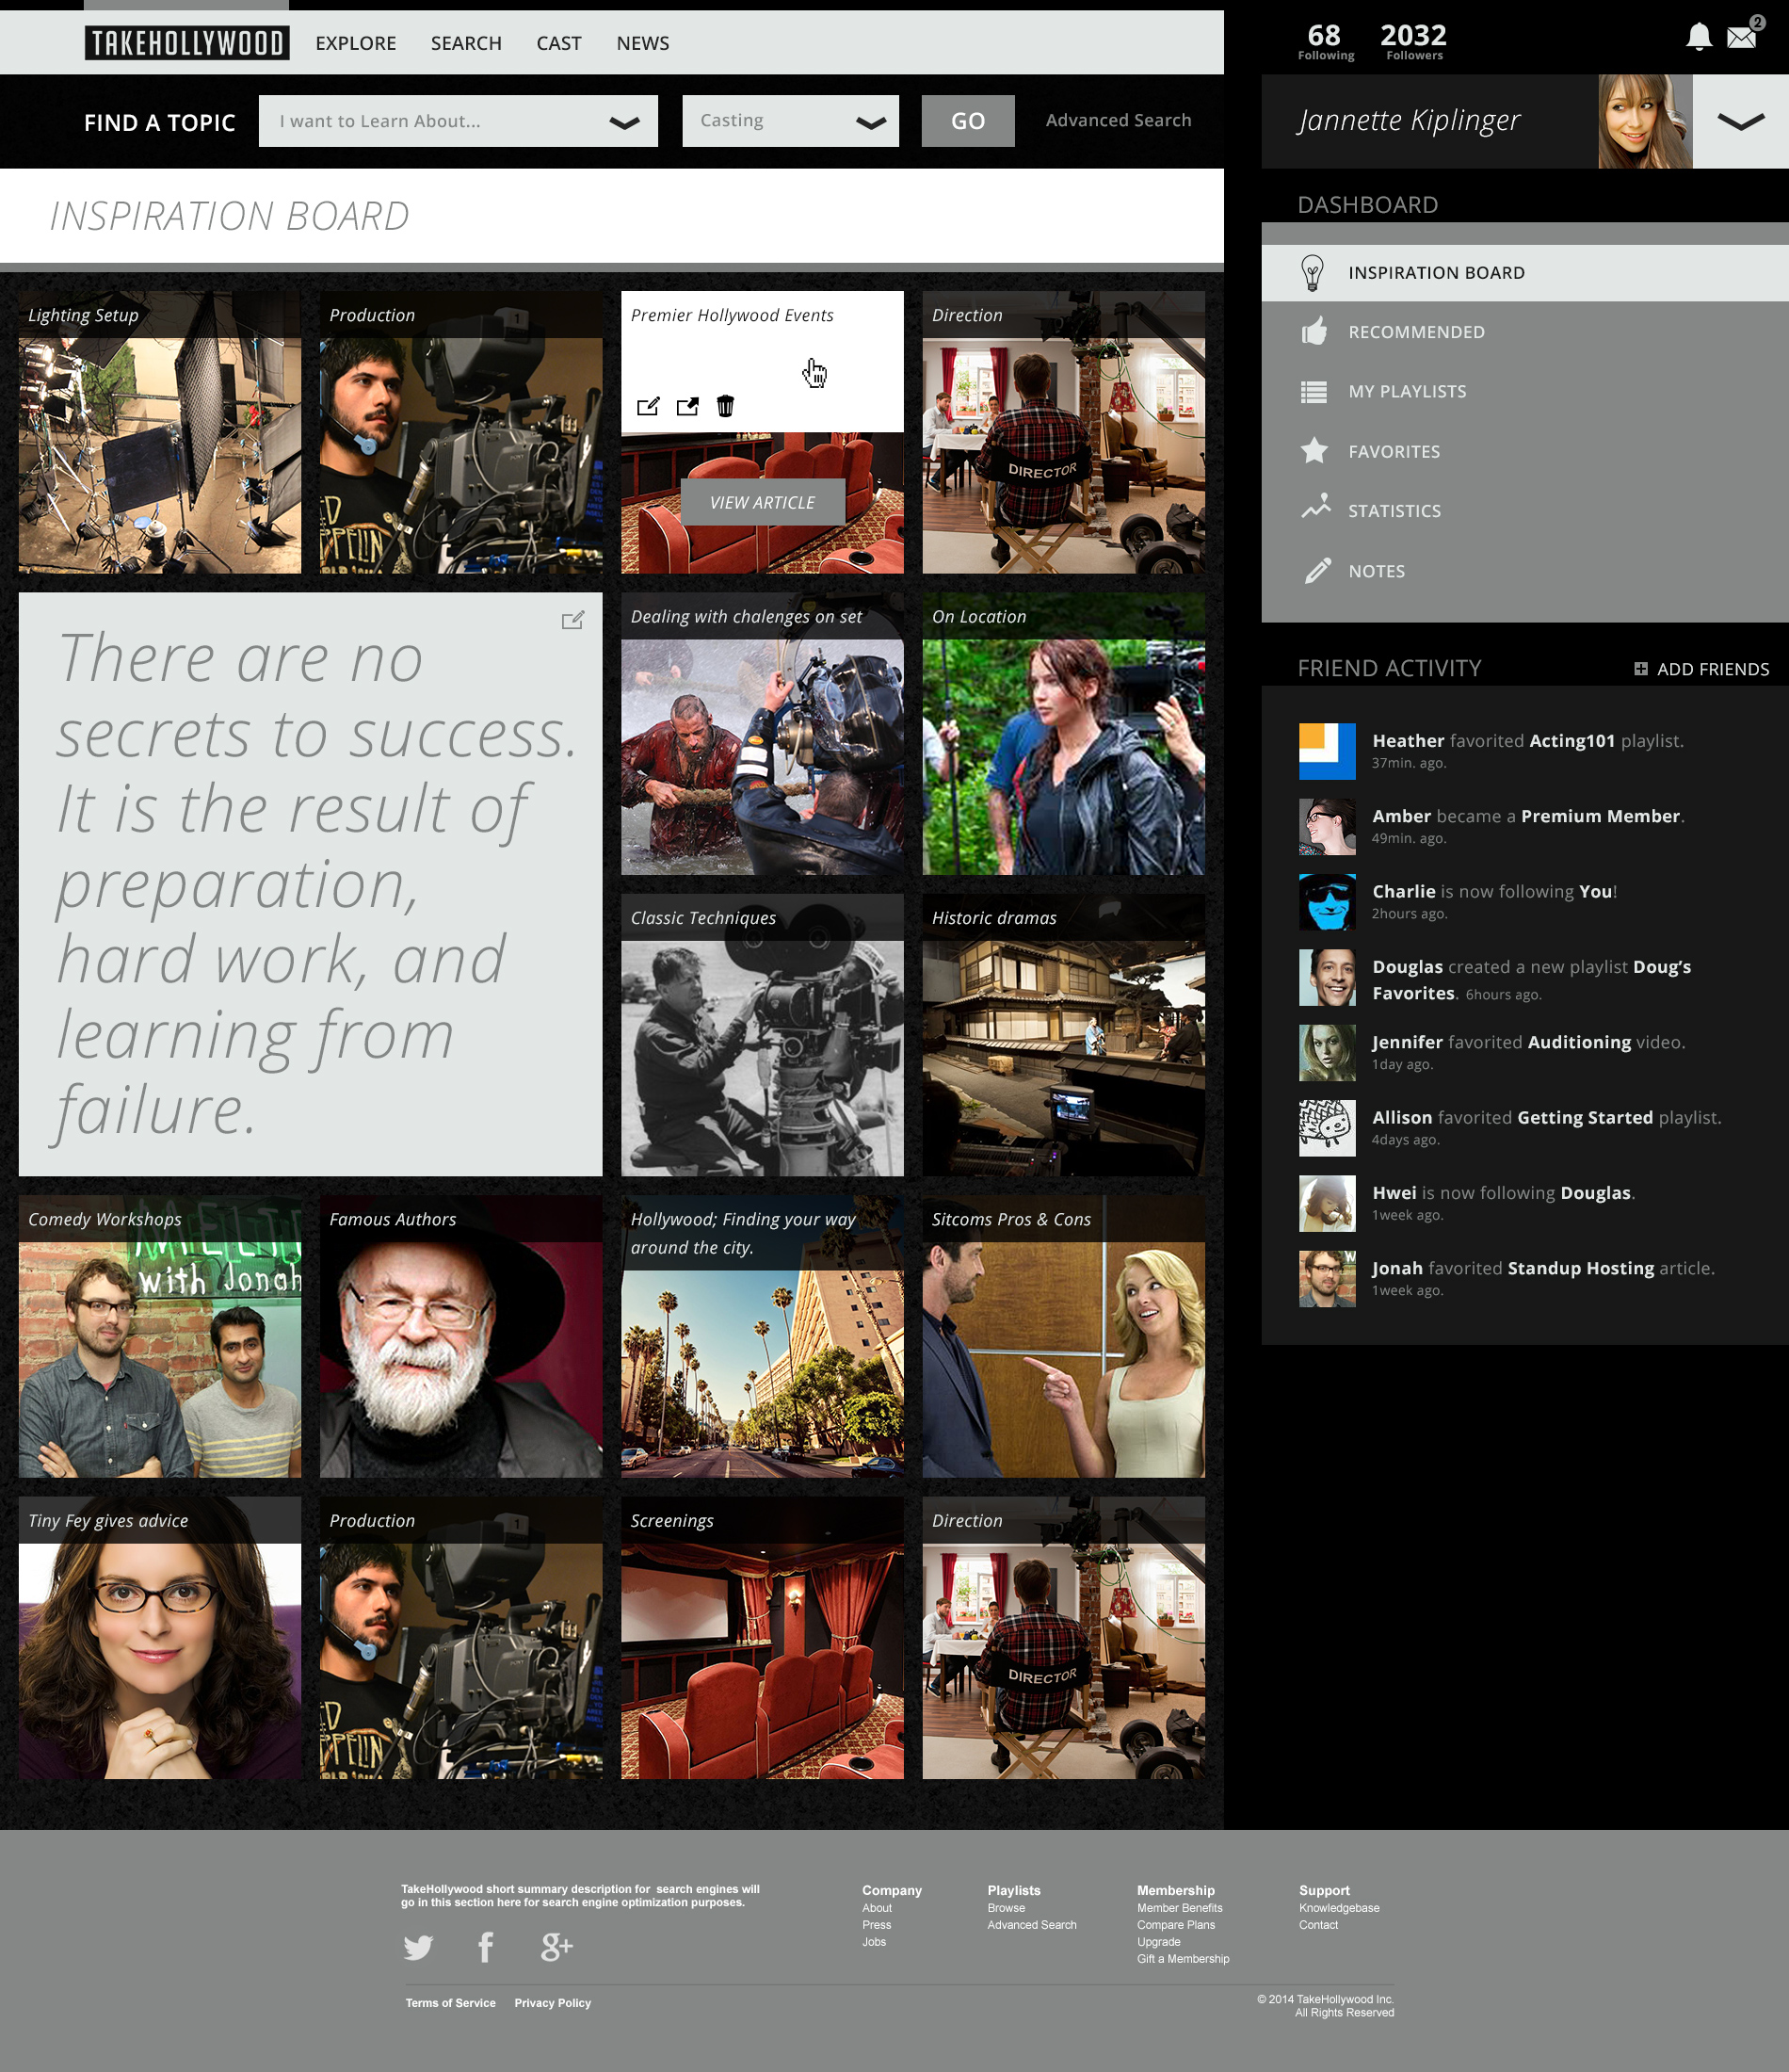 TAKEHOLLYWOOD
EXPLORE SEARCH CAST NEWS
68 Following
2032 Followers
2
FIND A TOPIC
I want to Learn About...
Casting
GO
Advanced Search
Jannette Kiplinger
INSPIRATION BOARD
Lighting Setup
Production
1
Premier Hollywood Events
VIEW ARTICLE
Direction
DIRECTOR
There are no
secrets to success.
It is the result of
preparation,
hard work, and
learning from
failure.
Dealing with chalenges on set
On Location
Classic Techniques
Historic dramas
Comedy Workshops
with Jonah
Famous Authors
Hollywood; Finding your way
around the city.
Sitcoms Pros & Cons
Tiny Fey gives advice
Production
1
Screenings
Direction
DIRECTOR
DASHBOARD
INSPIRATION BOARD
RECOMMENDED
MY PLAYLISTS
FAVORITES
STATISTICS
NOTES
FRIEND ACTIVITY
ADD FRIENDS
Heather favorited Acting101 playlist.
37min. ago.
Amber became a Premium Member.
49min. ago.
Charlie is now following You!
2hours ago.
Douglas created a new playlist Doug's
Favorites. 6hours ago.
Jennifer favorited Auditioning video.
1day ago.
Allison favorited Getting Started playlist.
4days ago.
Hwei is now following Douglas.
1week ago.
Jonah favorited Standup Hosting article.
1week ago.
TakeHollywood short summary description for search engines will
go in this section here for search engine optimization purposes.
Company
About
Press
Jobs
Playlists
Browse
Advanced Search
Membership
Member Benefits
Compare Plans
Upgrade
Gift a Membership
Support
Knowledgebase
Contact
Terms of Service Privacy Policy
© 2014 TakeHollywood Inc.
All Rights Reserved